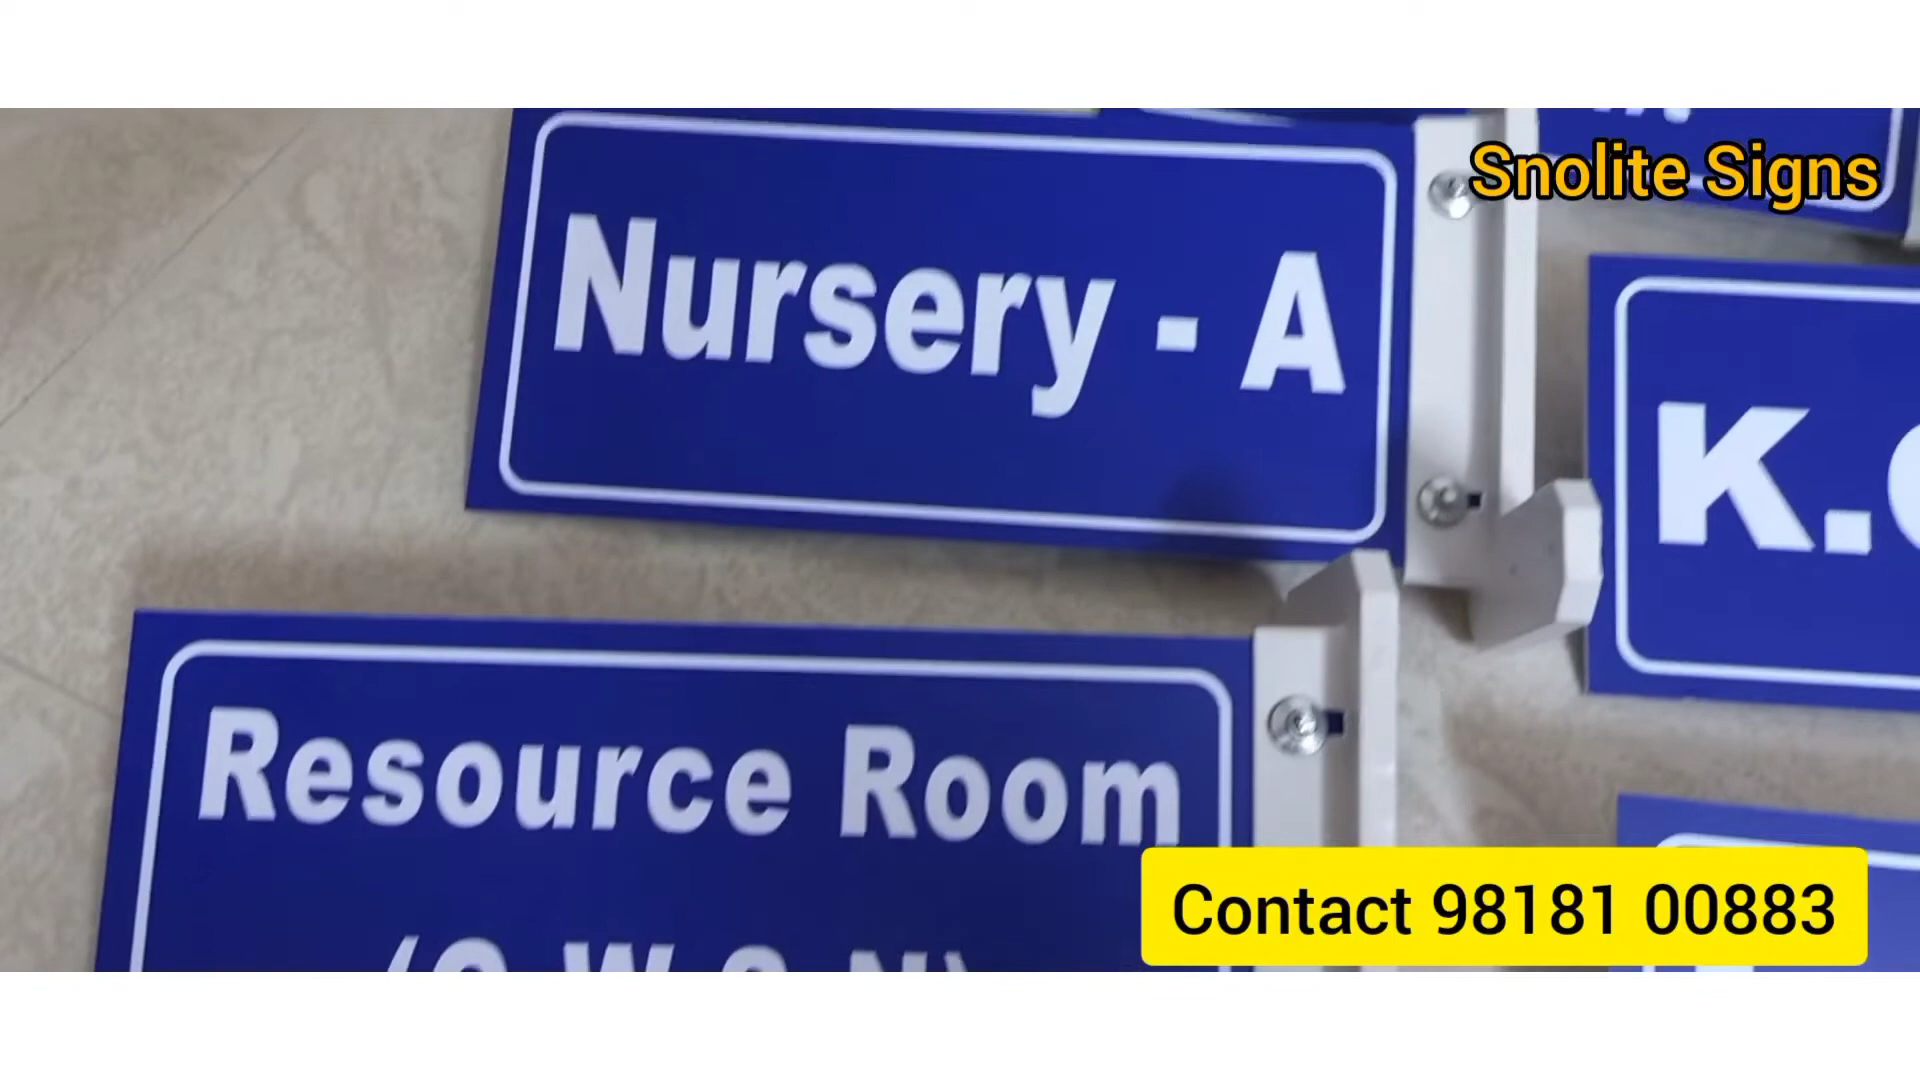 Snolite Signs
Nursery - A
K.
Resource Room
Contact 98181 00883